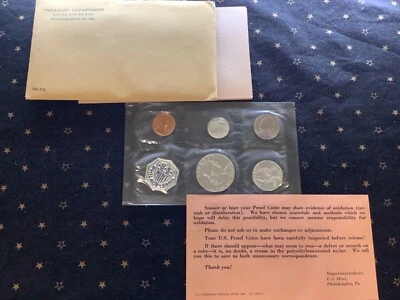 TREASURY DEPARTMENT
UNITED STATES MINT
PHILADELPHIA 30, PA.
Sooner or later your Proof Coins may show evidence of oxidation (tar-
nish or discoloration). We have chosen materials and methods which we
hope will delay this possibility, but we cannot assume responsibility for
oxidation.
Please do not ask us to make exchanges or adjustments.
Your U.S. Proof Coins have been carefully inspected before release!
If there should appear—what may seem to you—a defect or scratch on
a coin, it is, no doubt, a crease in the polyethylene-coated mylar. We tell
you this to save us both unnecessary correspondence.
Thank you!
Superintendent,
U.S. Mint,
Philadelphia, Pa.